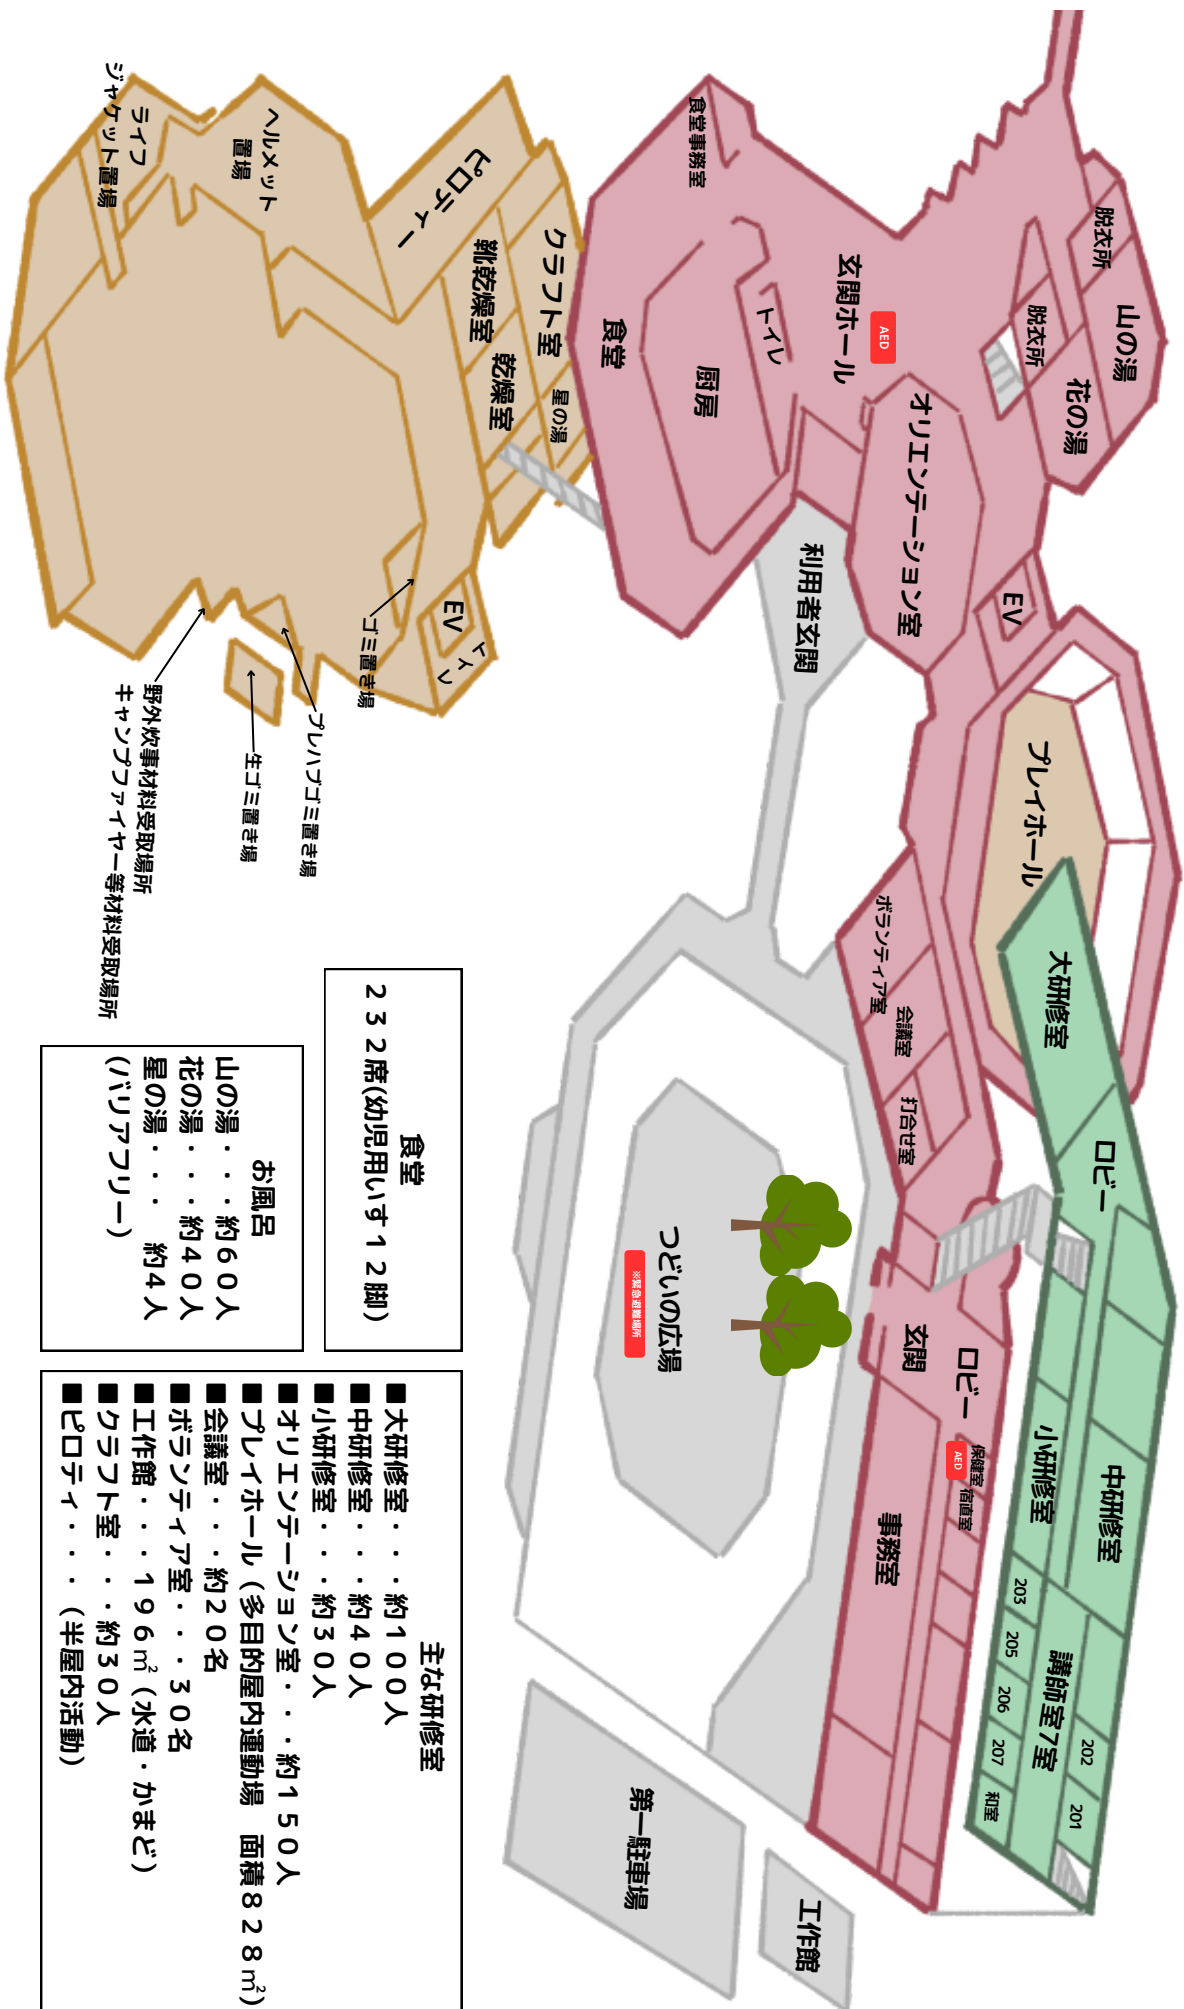 大研修室
ロビー
中研修室
小研修室
203
205
206
207
和室
講師室7室
202
201
脱衣所
山の湯
脱衣所
花の湯
AED
玄関ホール
オリエンテーション室
EV
プレイホール
トイレ
食堂事務室
食堂
厨房
利用者玄関
ボランティア室
会議室
打合せ室
玄関
ロビー
保健室
AED
宿直室
事務室
つどいの広場
※緊急避難場所
第一駐車場
工作館
クラフト室
星の湯
ピロティー
靴乾燥室
乾燥室
EV
トイレ
ヘルメット
置場
ライフ
ジャケット置場
ゴミ置き場
プレハブゴミ置き場
生ゴミ置き場
野外炊事材料受取場所
キャンプファイヤー等材料受取場所
食堂
232席(幼児用いす12脚)
お風呂
山の湯・・・約60人
花の湯・・・約40人
星の湯・・・ 約4人
(バリアフリー)
主な研修室
■大研修室・・・約100人
■中研修室・・・約40人
■小研修室・・・約30人
■オリエンテーション室・・・約150人
■プレイホール(多目的屋内運動場 面積828㎡)
■会議室・・・約20名
■ボランティア室・・・30名
■工作館・・・196㎡(水道・かまど)
■クラフト室・・・約30人
■ピロティ・・・(半屋内活動)